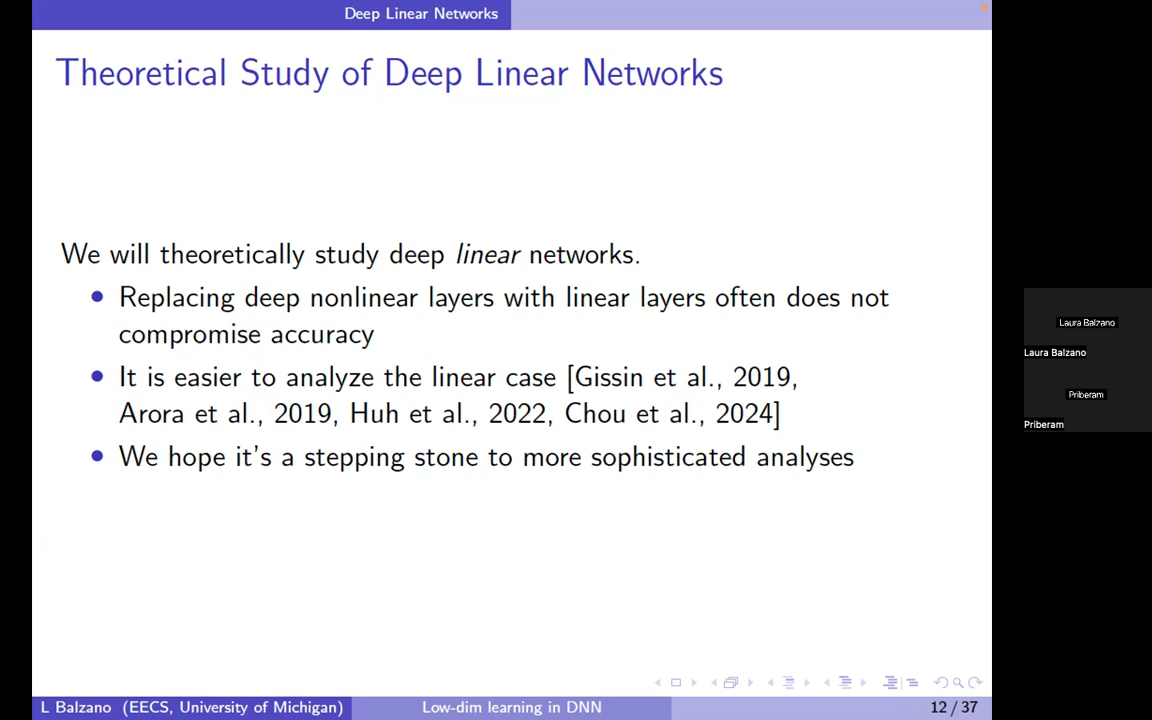 Deep Linear Networks
Theoretical Study of Deep Linear Networks
We will theoretically study deep linear networks.
Replacing deep nonlinear layers with linear layers often does not
compromise accuracy
It is easier to analyze the linear case [Gissin et al., 2019,
Arora et al., 2019, Huh et al., 2022, Chou et al., 2024]
We hope it's a stepping stone to more sophisticated analyses
L Balzano (EECS, University of Michigan)
Low-dim learning in DNN
12 / 37
Laura Balzano
Laura Balzano
Priberam
Priberam